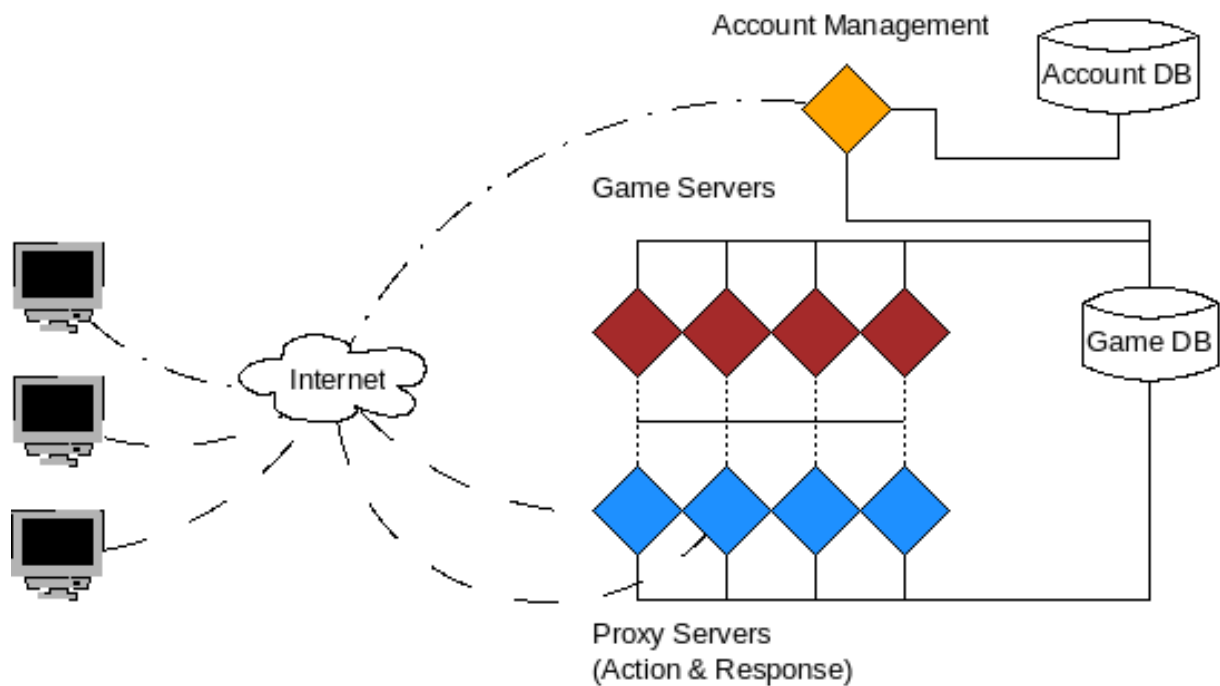 Account Management
Account DB
Game Servers
Internet
Game DB
Proxy Servers
(Action & Response)